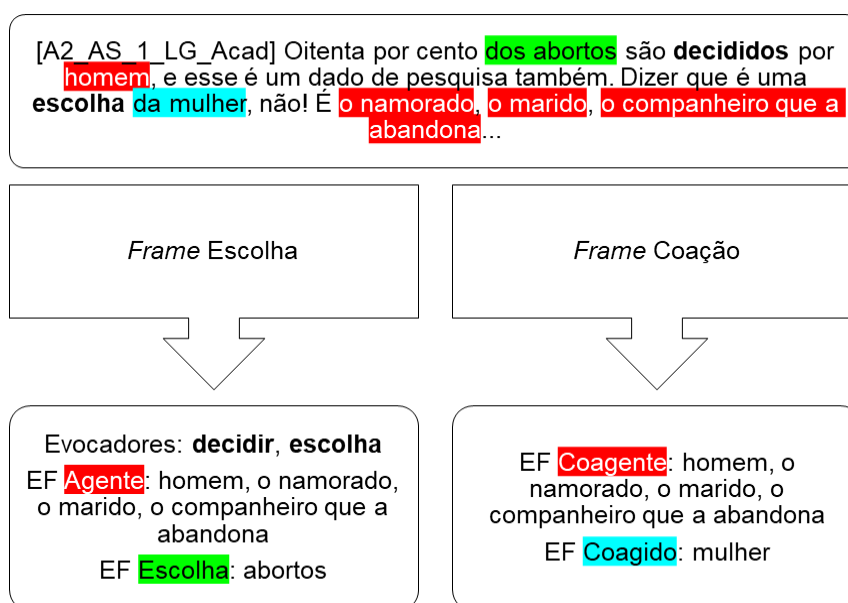 [A2_AS_1_LG_Acad] Oitenta por cento dos abortos são decididos por
homem, e esse é um dado de pesquisa também. Dizer que é uma
escolha da mulher, não! É o namorado, o marido, o companheiro que a
abandona...
Frame Escolha
Frame Coação
Evocadores: decidir, escolha
EF Agente: homem, o namorado,
o marido, o companheiro que a
abandona
EF Escolha: abortos
EF Coagente: homem, o
namorado, o marido, o
companheiro que a abandona
EF Coagido: mulher